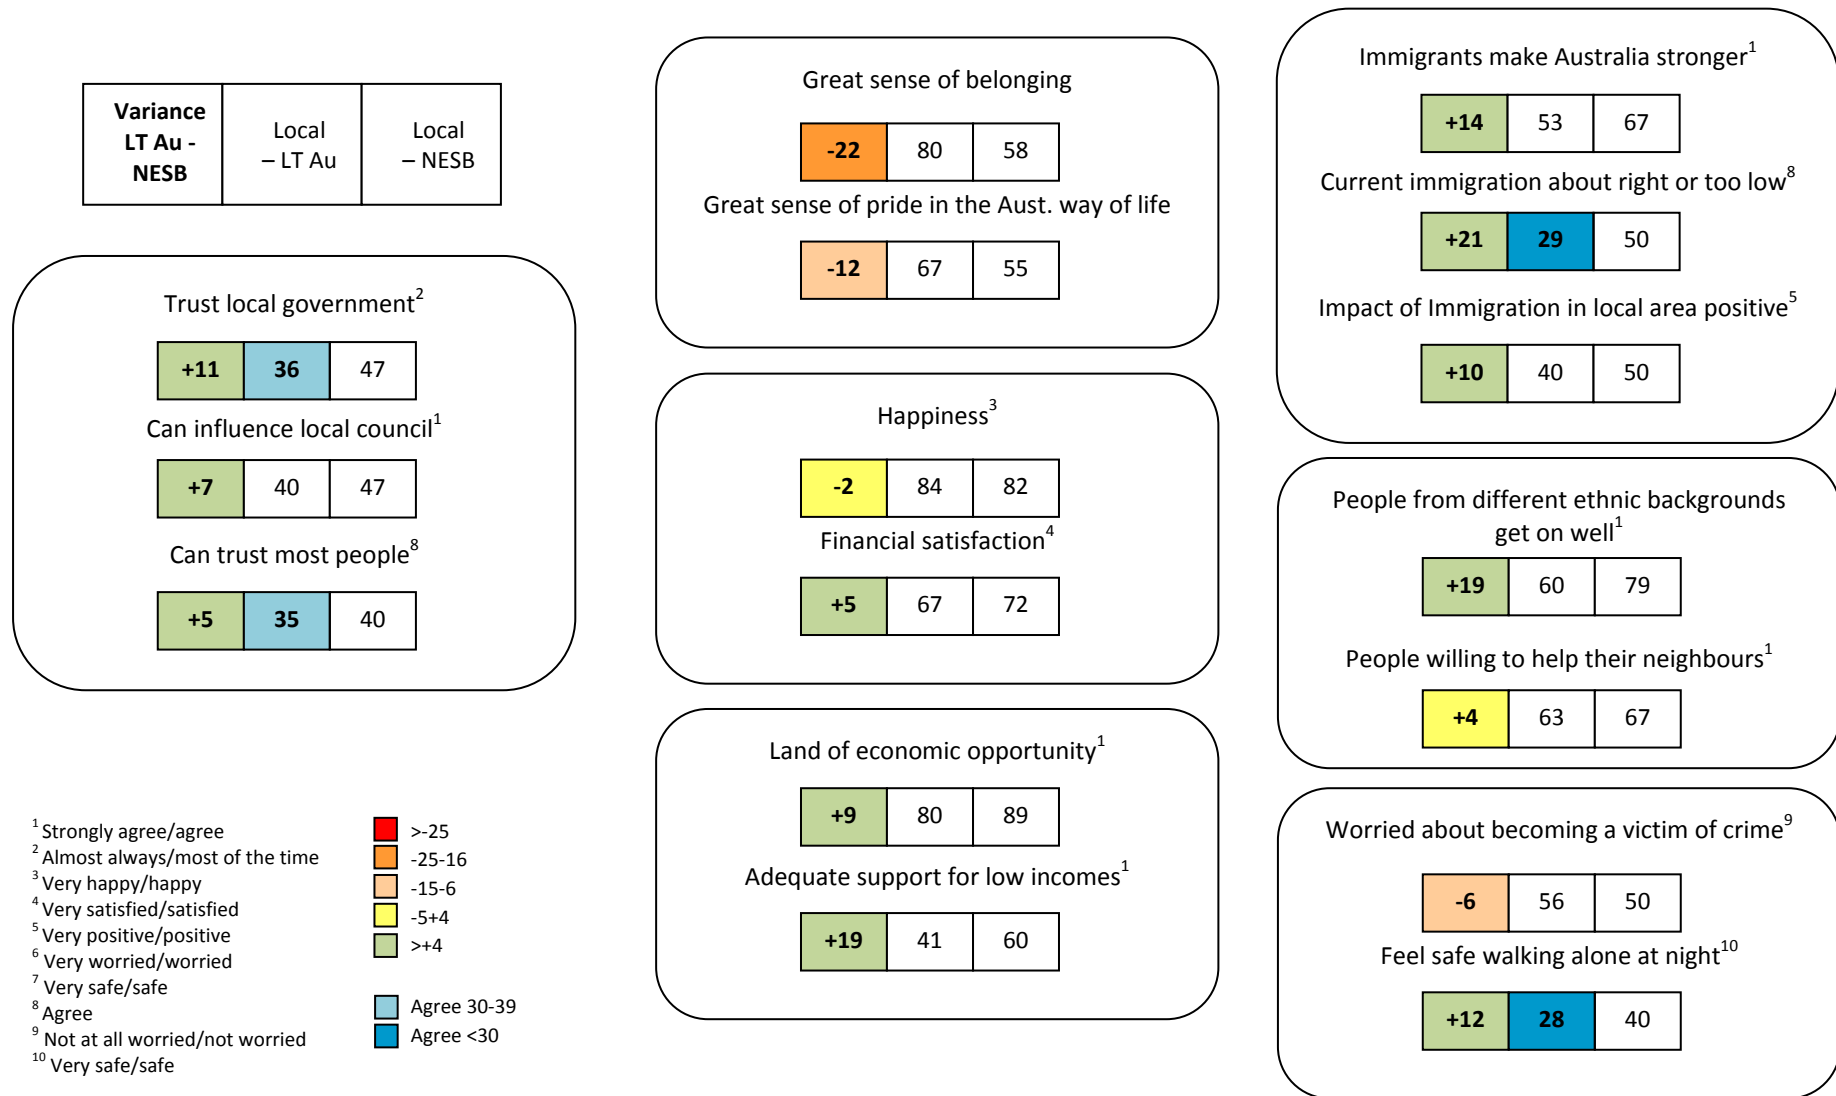 Variance
LT Au -
NESB
Local
– LT Au
Local
– NESB
Trust local government²
+11 36 47
Can influence local council¹
+7 40 47
Can trust most people⁸
+5 35 40
¹ Strongly agree/agree
² Almost always/most of the time
³ Very happy/happy
⁴ Very satisfied/satisfied
⁵ Very positive/positive
⁶ Very worried/worried
⁷ Very safe/safe
⁸ Agree
⁹ Not at all worried/not worried
¹⁰ Very safe/safe
>-25
-25-16
-15-6
-5+4
>+4
Agree 30-39
Agree <30
Great sense of belonging
-22 80 58
Great sense of pride in the Aust. way of life
-12 67 55
Happiness³
-2 84 82
Financial satisfaction⁴
+5 67 72
Land of economic opportunity¹
+9 80 89
Adequate support for low incomes¹
+19 41 60
Immigrants make Australia stronger¹
+14 53 67
Current immigration about right or too low⁸
+21 29 50
Impact of Immigration in local area positive⁵
+10 40 50
People from different ethnic backgrounds
get on well¹
+19 60 79
People willing to help their neighbours¹
+4 63 67
Worried about becoming a victim of crime⁹
-6 56 50
Feel safe walking alone at night¹⁰
+12 28 40